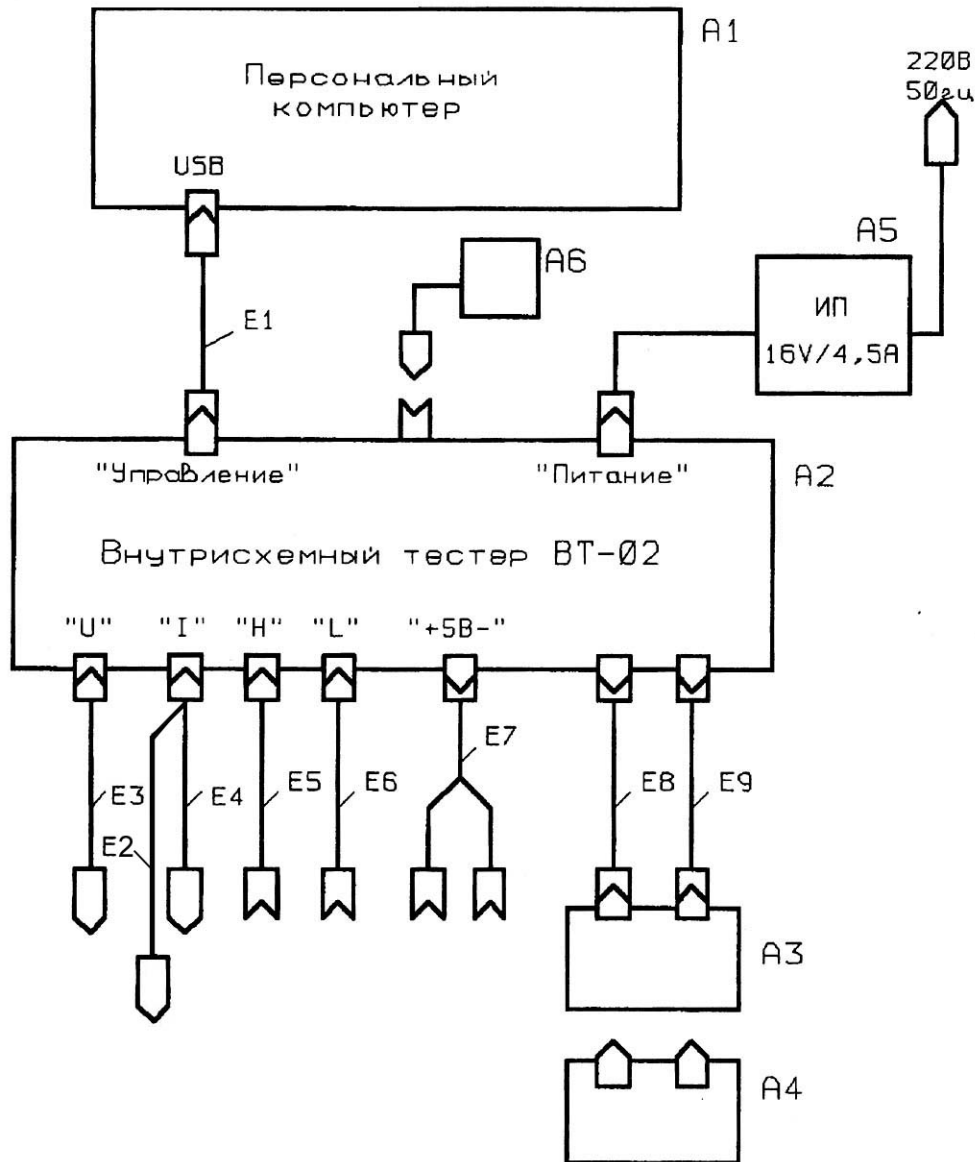 A1
Персональный
компьютер
USB
220В
50гц
A6
A5
ИП
16V/4,5A
E1
"Управление"
"Питание"
A2
Внутрисхемный тестер ВТ-02
"U" "I" "H" "L" "+5В-"
E7
E3 E4 E5 E6 E8 E9
E2
A3
A4